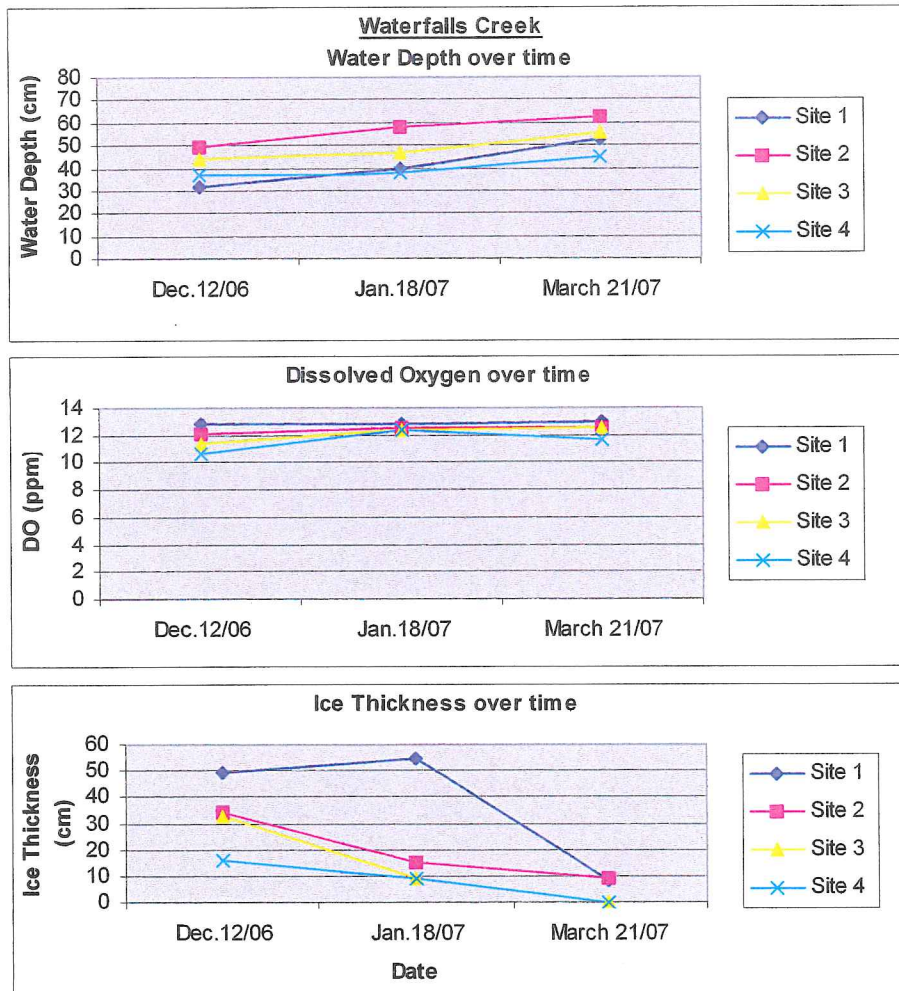 Waterfalls Creek
Water Depth over time
Water Depth (cm)
80
70
60
50
40
30
20
10
0
Dec.12/06 Jan.18/07 March 21/07
Site 1
Site 2
Site 3
Site 4
Dissolved Oxygen over time
DO (ppm)
14
12
10
8
6
4
2
0
Dec.12/06 Jan.18/07 March 21/07
Site 1
Site 2
Site 3
Site 4
Ice Thickness over time
Ice Thickness
(cm)
60
50
40
30
20
10
0
Dec.12/06 Jan.18/07 March 21/07
Date
Site 1
Site 2
Site 3
Site 4